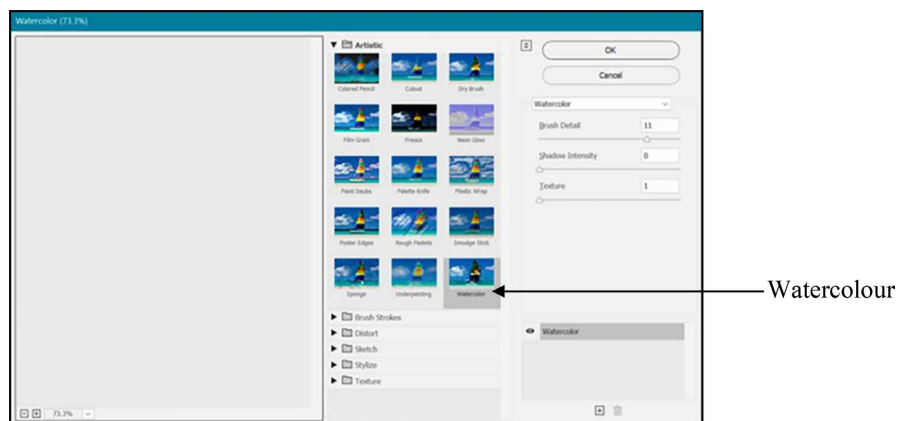 Watercolor (73.3%)
Artistic
Colored Pencil Cutout Dry Brush
Film Grain Fresco Neon Glow
Paint Daubs Palette Knife Plastic Wrap
Poster Edges Rough Pastels Smudge Stick
Sponge Underpainting Watercolor
Brush Strokes
Distort
Sketch
Stylize
Texture
73.3%
OK
Cancel
Watercolor
Brush Detail 11
Shadow Intensity 0
Texture 1
Watercolor
Watercolour